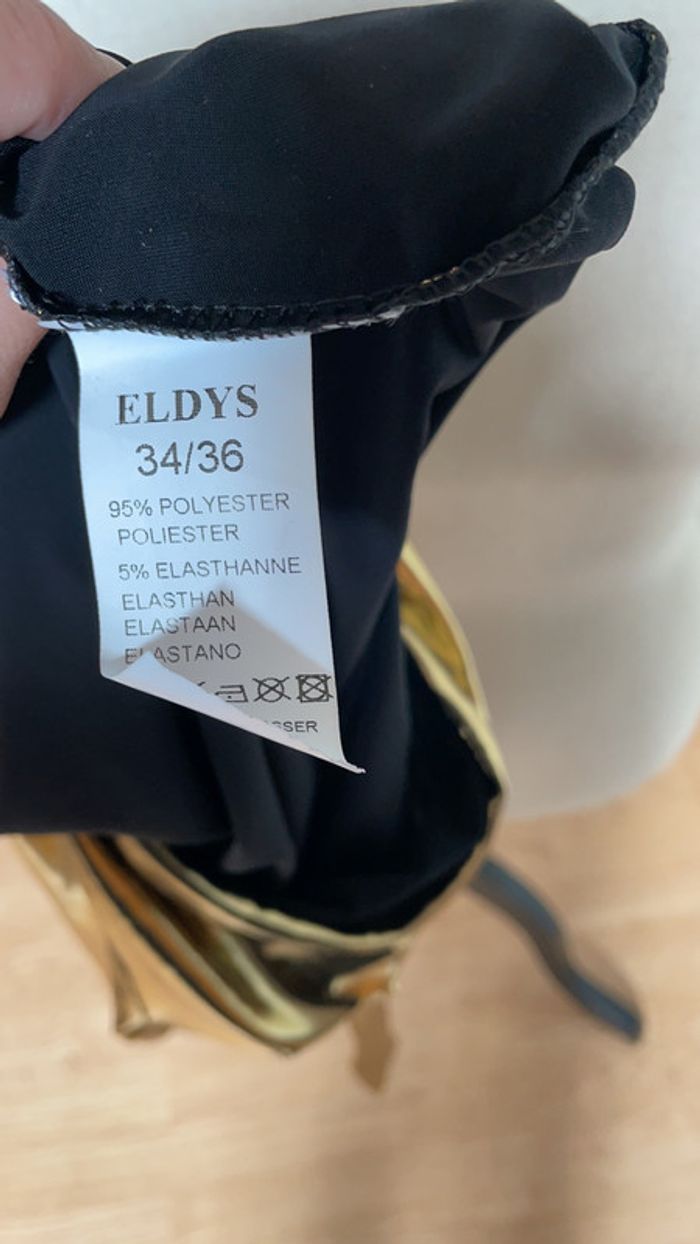 ELDYS
34/36
95% POLYESTER
POLIESTER
5% ELASTHANNE
ELASTHAN
ELASTAAN
ELASTANO